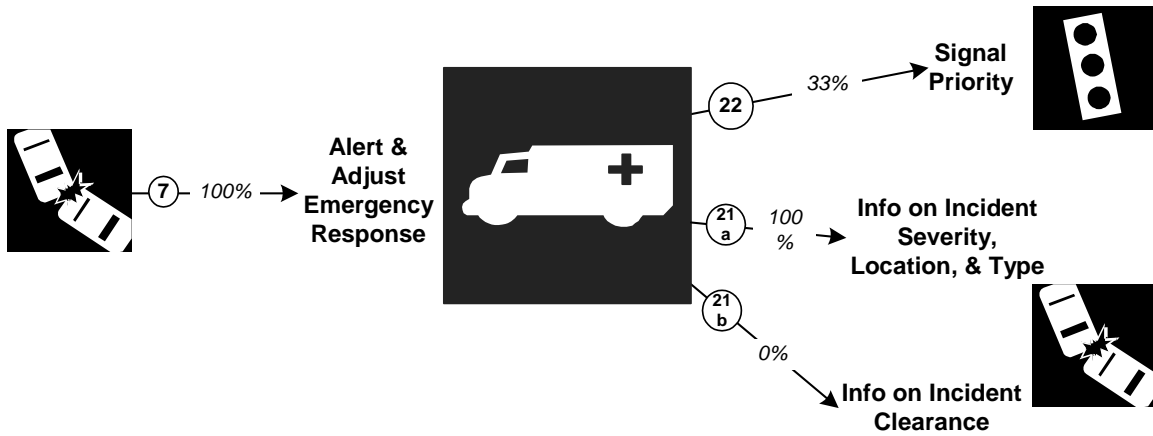 7
100%
Alert &
Adjust
Emergency
Response
22
33%
Signal
Priority
21
a
100
%
Info on Incident
Severity,
Location, & Type
21
b
0%
Info on Incident
Clearance